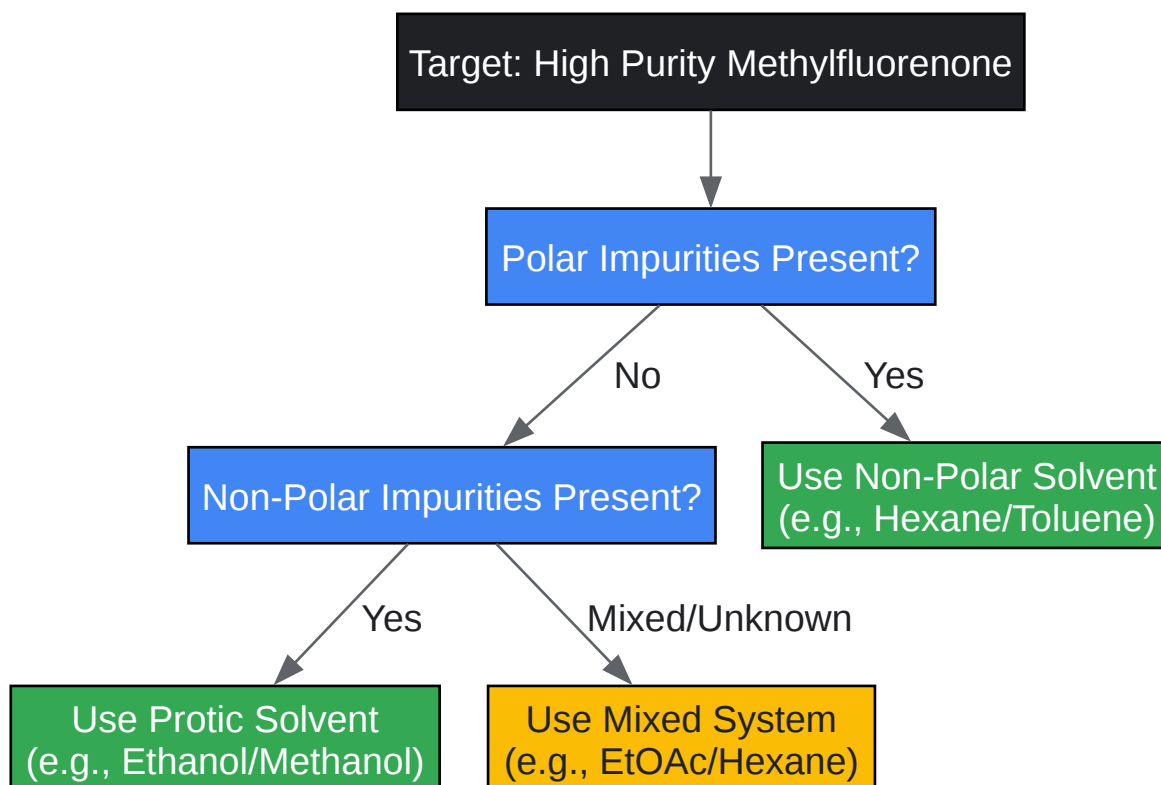 Target: High Purity Methylfluorenone
Polar Impurities Present?
No
Yes
Non-Polar Impurities Present?
Use Non-Polar Solvent
(e.g., Hexane/Toluene)
Yes
Mixed/Unknown
Use Protic Solvent
(e.g., Ethanol/Methanol)
Use Mixed System
(e.g., EtOAc/Hexane)